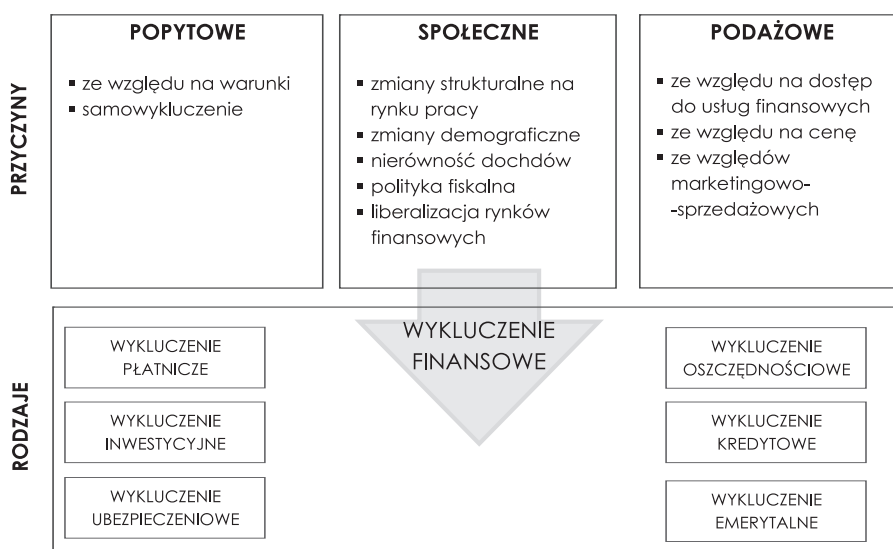 PRZYCZYNY
POPYTOWE
▪ ze względu na warunki
▪ samowykluczenie
SPOŁECZNE
▪ zmiany strukturalne na
rynku pracy
▪ zmiany demograficzne
▪ nierówność dochdów
▪ polityka fiskalna
▪ liberalizacja rynków
finansowych
PODAŻOWE
▪ ze względu na dostęp
do usług finansowych
▪ ze względu na cenę
▪ ze względów
marketingowo-
-sprzedażowych
WYKLUCZENIE
FINANSOWE
RODZAJE
WYKLUCZENIE
PŁATNICZE
WYKLUCZENIE
INWESTYCYJNE
WYKLUCZENIE
UBEZPIECZENIOWE
WYKLUCZENIE
OSZCZĘDNOŚCIOWE
WYKLUCZENIE
KREDYTOWE
WYKLUCZENIE
EMERYTALNE